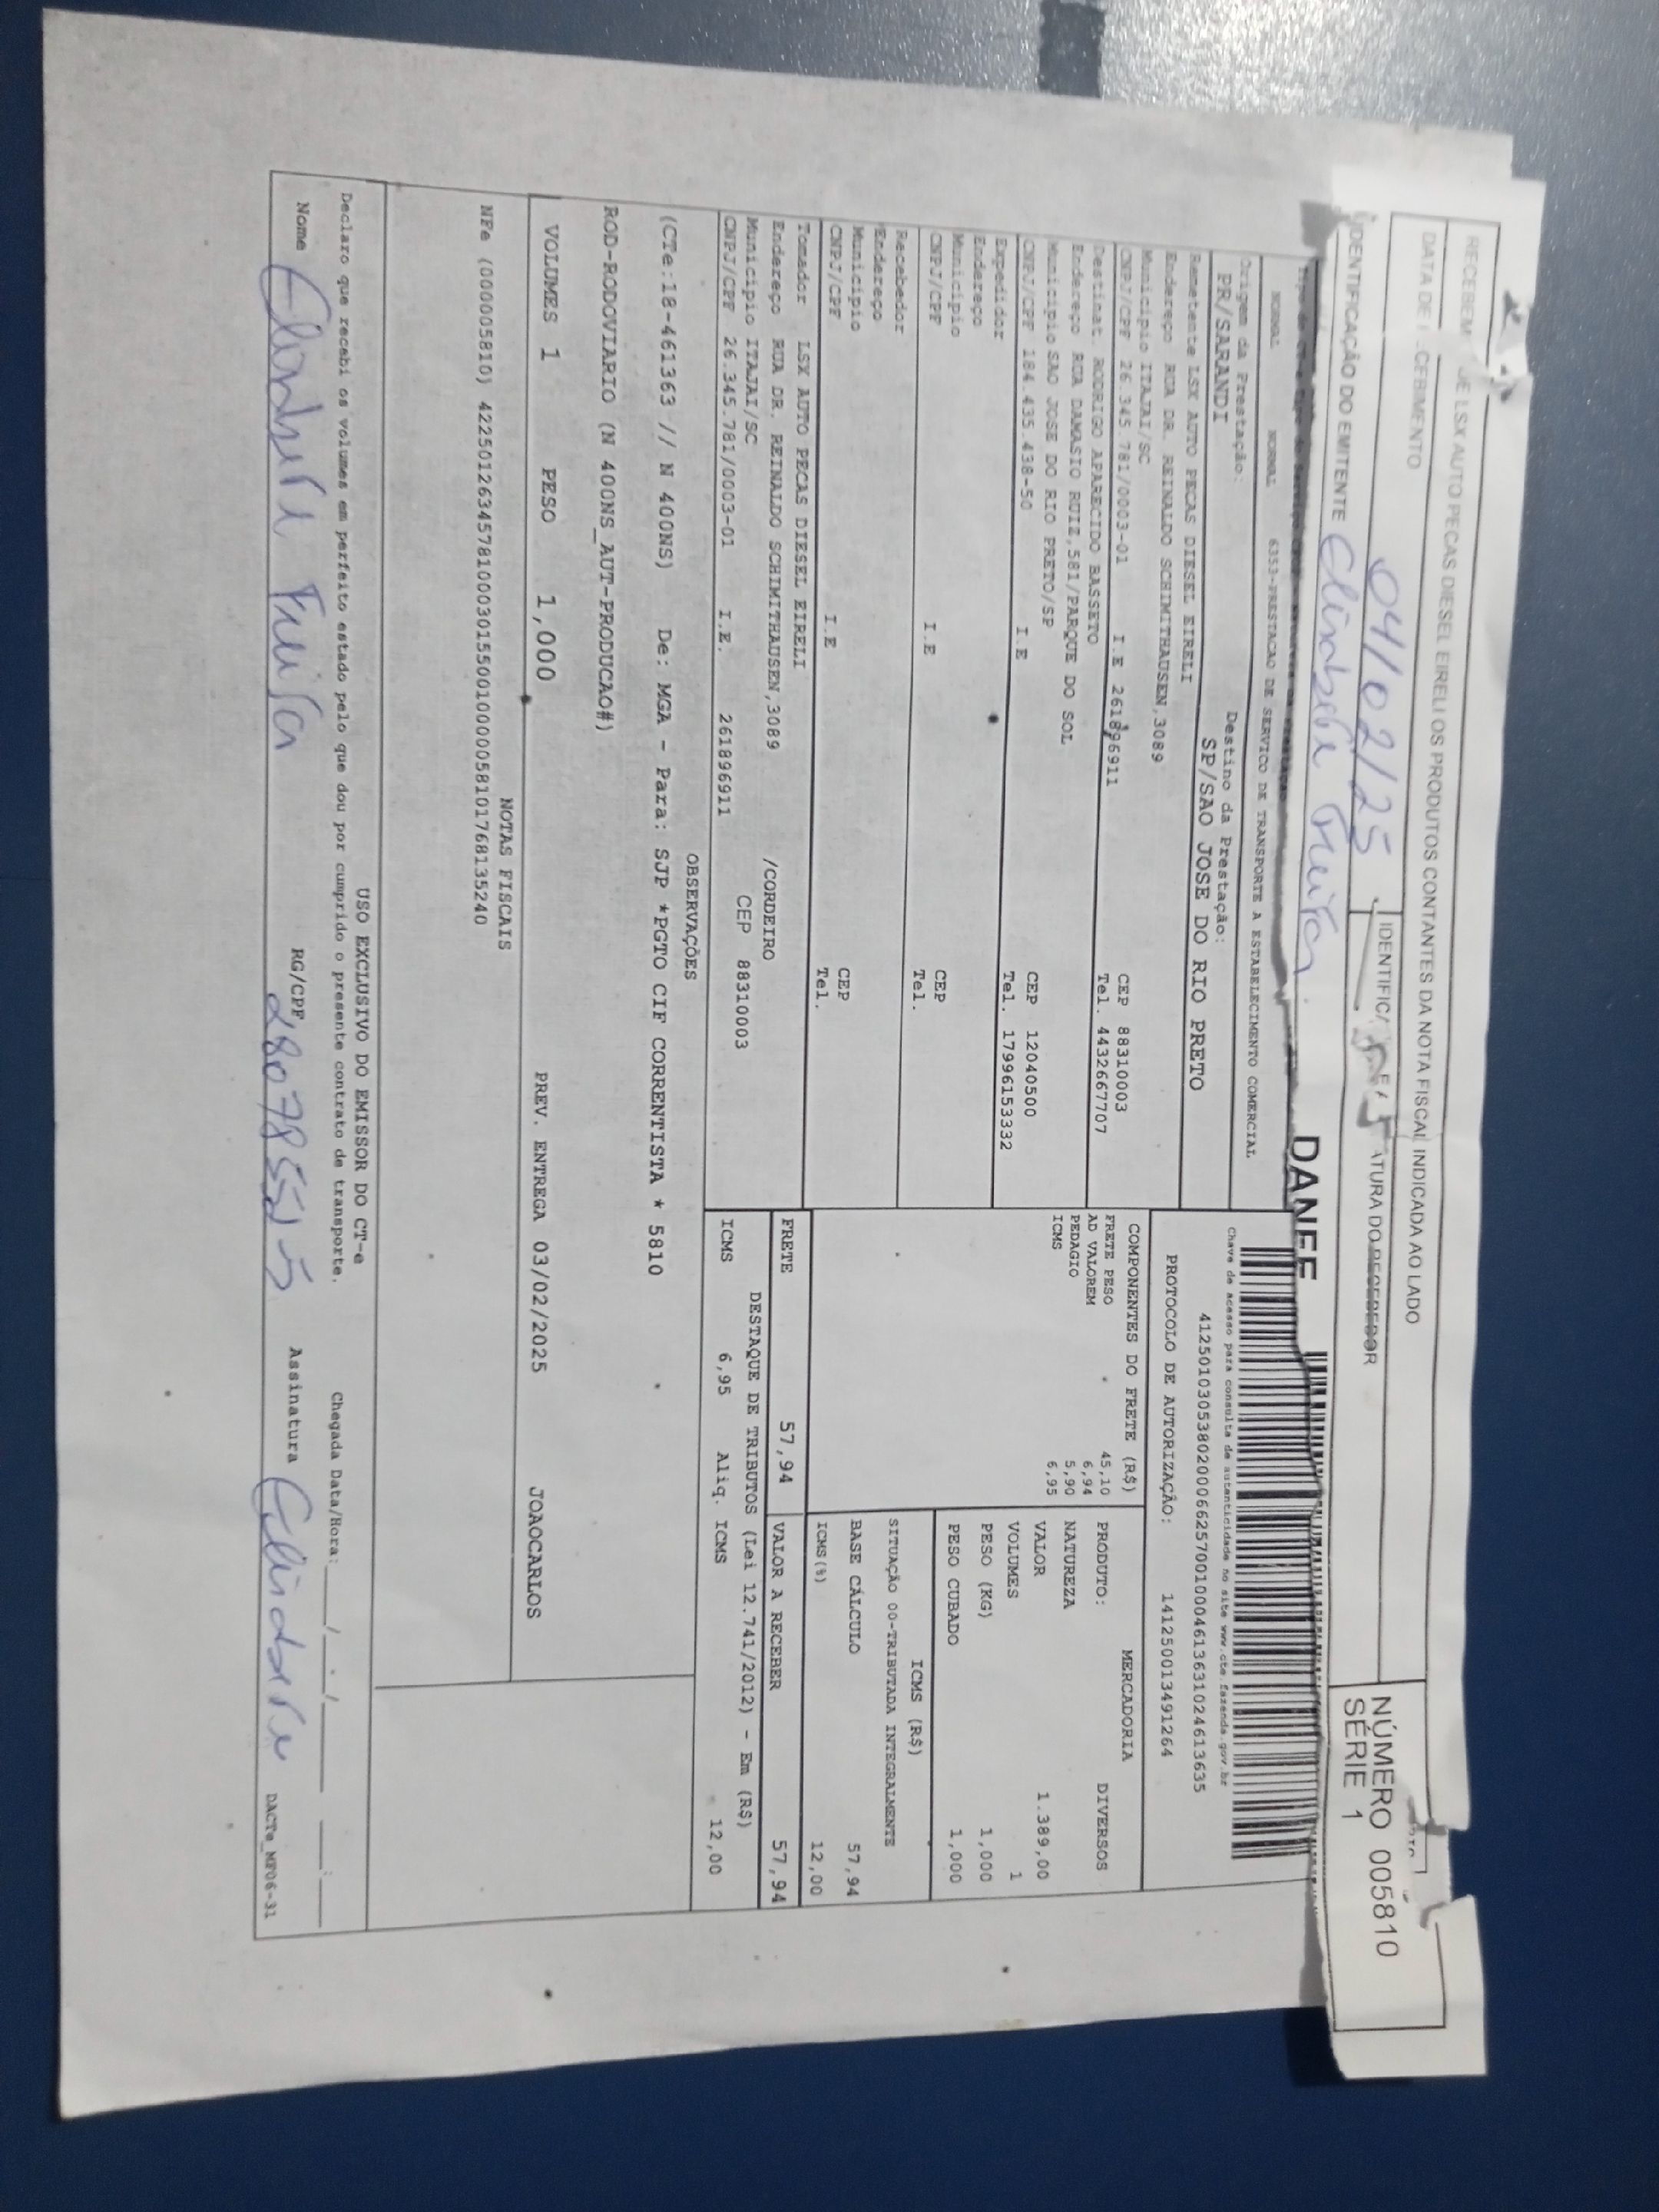 RECEBEM DE LSX AUTO PECAS DIESEL EIRELI OS PRODUTOS CONTANTES DA NOTA FISCAL INDICADA AO LADO
DATA DE RECEBIMENTO
04/02/25
NÚMERO 005810
SÉRIE 1
IDENTIFICAÇÃO DO EMITENTE
DANFE
NORMAL NORMAL 6353-PRESTACAO DE SERVICO DE TRANSPORTE A ESTABELECIMENTO COMERCIAL
Chave de acesso para consulta de autenticidade no site www.cte.fazenda.gov.br
Origem da Prestação: Destino da Prestação:
PR/SARANDI SP/SAO JOSE DO RIO PRETO
41250103053802000662570010004613631024613635
PROTOCOLO DE AUTORIZAÇÃO: 141250013491264
Remetente LSX AUTO PECAS DIESEL EIRELI
Endereço RUA DR. REINALDO SCHIMITHAUSEN,3089
Municipio ITAJAI/SC CEP 88310003
CNPJ/CPF 26.345.781/0003-01 I.E 261896911 Tel. 4432667707
Destinat. RODRIGO APARECIDO BASSETO
Endereço RUA DAMASIO RUIZ,581/PARQUE DO SOL
Municipio SAO JOSE DO RIO PRETO/SP CEP 12040500
CNPJ/CPF 184.435.438-50 I.E Tel. 17996153332
Expedidor
Endereço
Municipio CEP
CNPJ/CPF I.E Tel.
Recebedor
Endereço
Municipio CEP
CNPJ/CPF I.E Tel.
Tomador LSX AUTO PECAS DIESEL EIRELI
Endereço RUA DR. REINALDO SCHIMITHAUSEN,3089 /CORDEIRO
Municipio ITAJAI/SC CEP 88310003
CNPJ/CPF 26.345.781/0003-01 I.E. 261896911
COMPONENTES DO FRETE (R$)
FRETE PESO 45,10
AD VALOREM 6,94
PEDAGIO 5,90
ICMS 6,95
MERCADORIA
PRODUTO: DIVERSOS
NATUREZA
VALOR 1.389,00
VOLUMES 1
PESO (KG) 1,000
PESO CUBADO 1,000
ICMS (R$)
SITUAÇÃO 00-TRIBUTADA INTEGRALMENTE
BASE CÁLCULO 57,94
ICMS(%) 12,00
FRETE 57,94 VALOR A RECEBER 57,94
DESTAQUE DE TRIBUTOS (Lei 12.741/2012) - Em (R$)
ICMS 6,95 Aliq. ICMS 12,00
OBSERVAÇÕES
(CTe:18-461363 // N 400NS) De: MGA - Para: SJP *PGTO CIF CORRENTISTA * 5810
ROD-RODOVIARIO (N 400NS_AUT-PRODUCAO#)
VOLUMES 1 PESO 1,000 PREV. ENTREGA 03/02/2025 JOAOCARLOS
NOTAS FISCAIS
NFe (000005810) 42250126345781000301550010000058101768135240
USO EXCLUSIVO DO EMISSOR DO CT-e
Declaro que recebi os volumes em perfeito estado pelo que dou por cumprido o presente contrato de transporte. Chegada Data/Hora: / / :
Nome RG/CPF Assinatura
DACTe_MF06-31